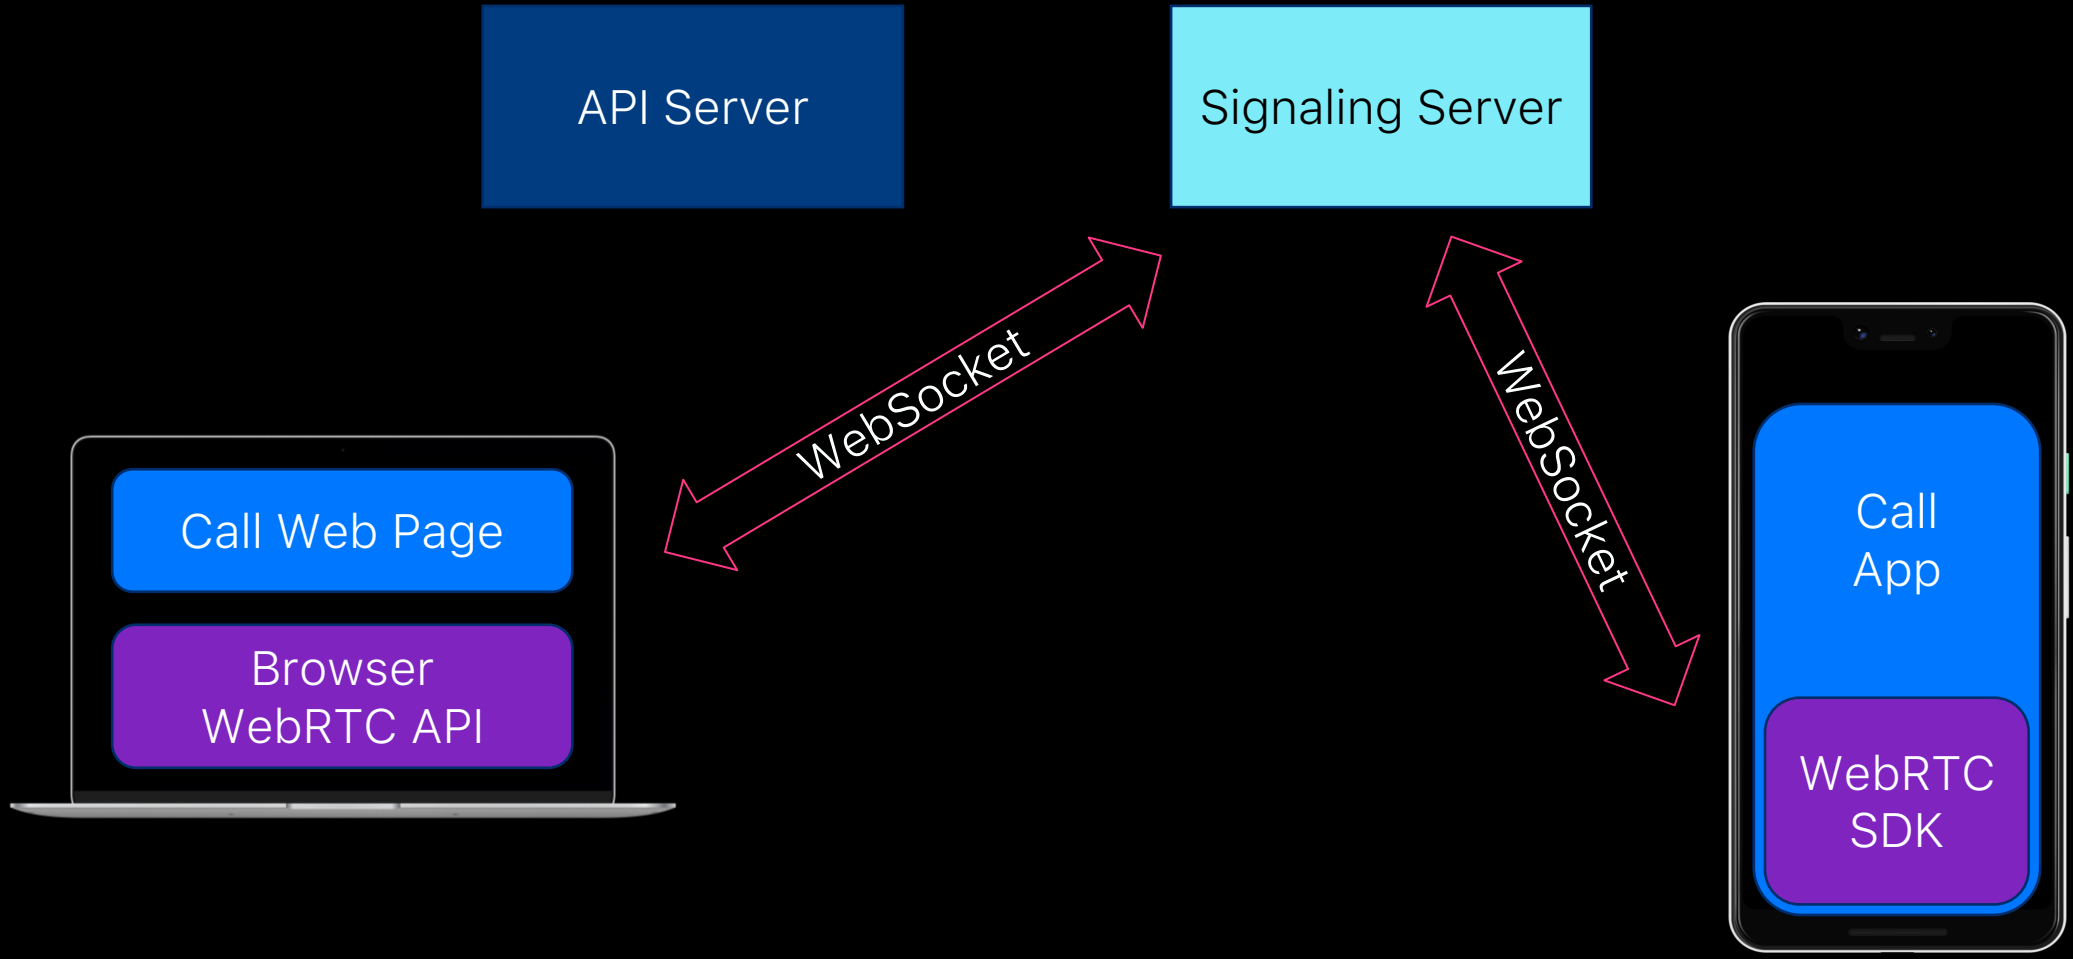 API Server
Signaling Server
WebSocket
WebSocket
Call Web Page
Browser
WebRTC API
Call
App
WebRTC
SDK